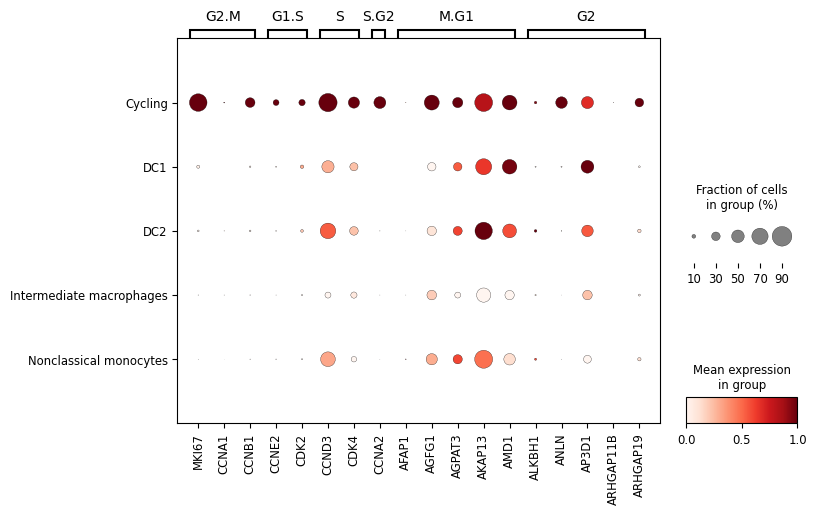 G2.M G1.S S S.G2 M.G1 G2
Cycling
DC1
DC2
Intermediate macrophages
Nonclassical monocytes
MKI67 CCNA1 CCNB1 CCNE2 CDK2 CCND3 CDK4 CCNA2 AFAP1 AGFG1 AGPAT3 AKAP13 AMD1 ALKBH1 ANLN AP3D1 ARHGAP11B ARHGAP19
Fraction of cells
in group (%)
10 30 50 70 90
Mean expression
in group
0.0 0.5 1.0